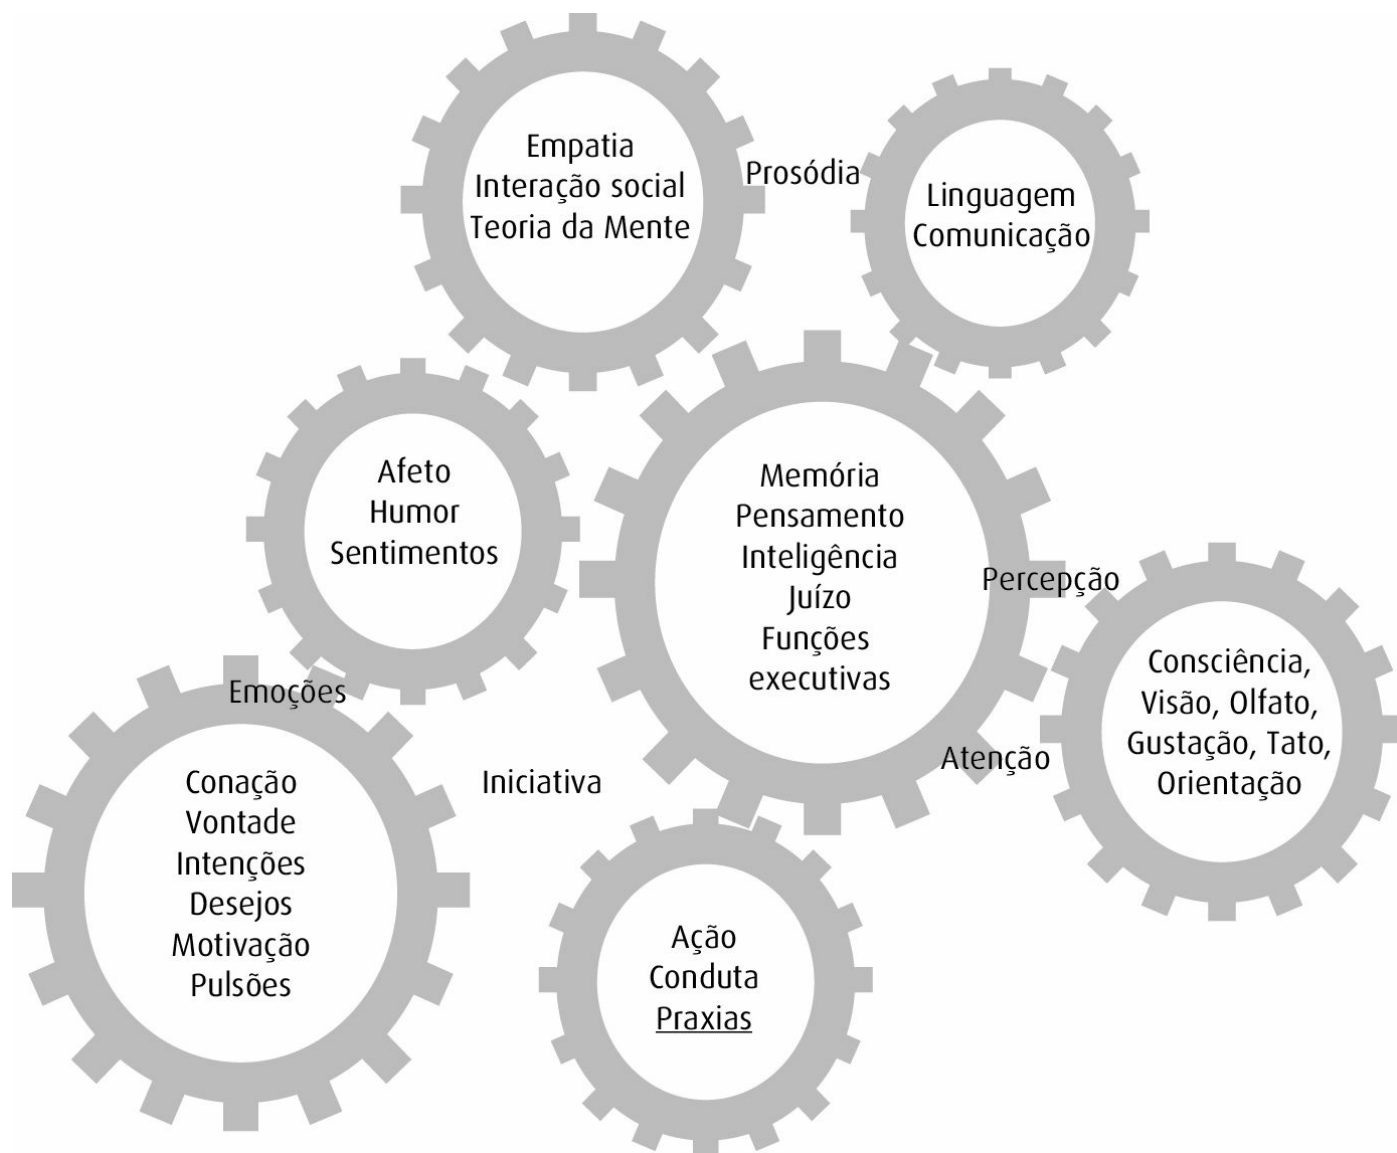 Empatia
Interação social
Teoria da Mente
Prosódia
Linguagem
Comunicação
Afeto
Humor
Sentimentos
Memória
Pensamento
Inteligência
Juízo
Funções
executivas
Percepção
Consciência,
Visão, Olfato,
Gustação, Tato,
Orientação
Atenção
Emoções
Conação
Vontade
Intenções
Desejos
Motivação
Pulsões
Iniciativa
Ação
Conduta
Praxias